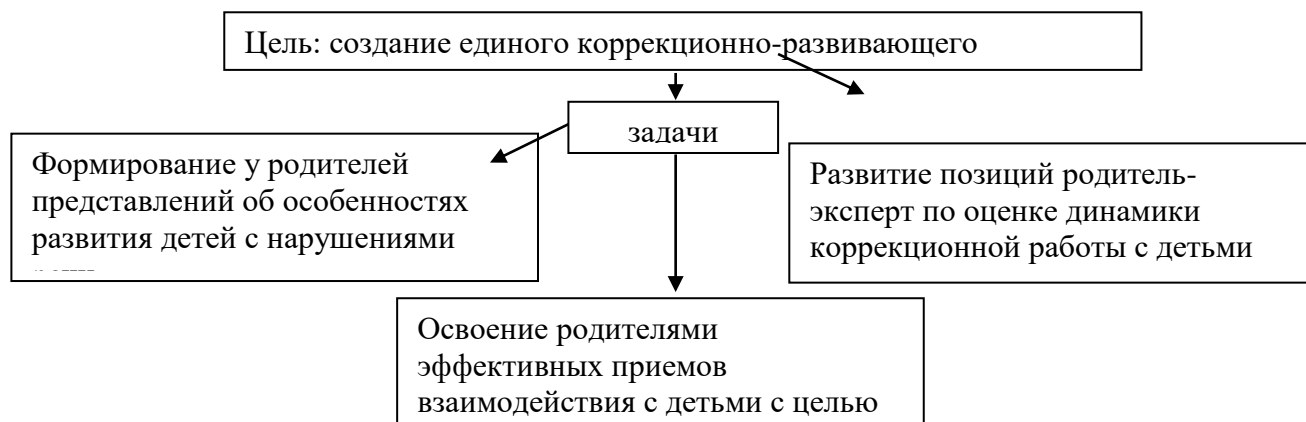 Цель: создание единого коррекционно-развивающего
задачи
Формирование у родителей
представлений об особенностях
развития детей с нарушениями
Развитие позиций родитель-
эксперт по оценке динамики
коррекционной работы с детьми
Освоение родителями
эффективных приемов
взаимодействия с детьми с целью